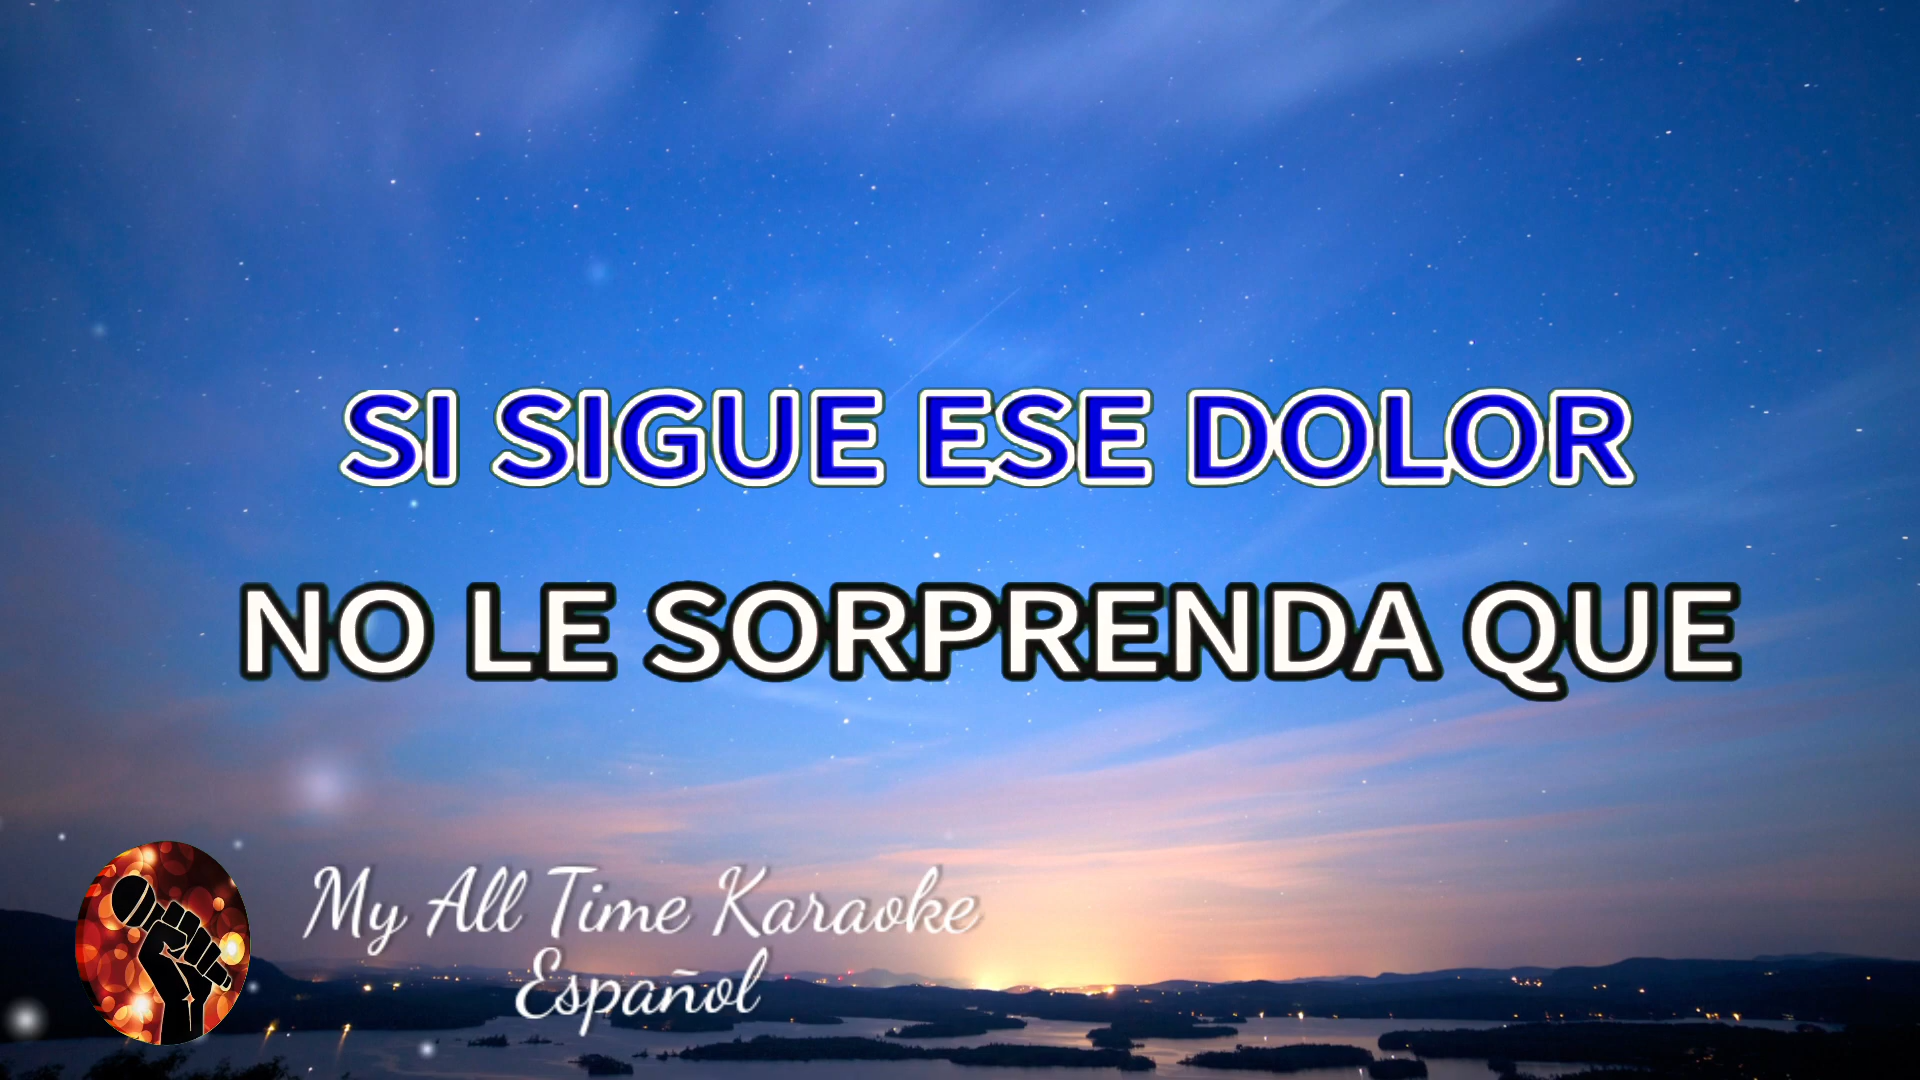 SI SIGUE ESE DOLOR
NO LE SORPRENDA QUE
My All Time Karaoke
Español